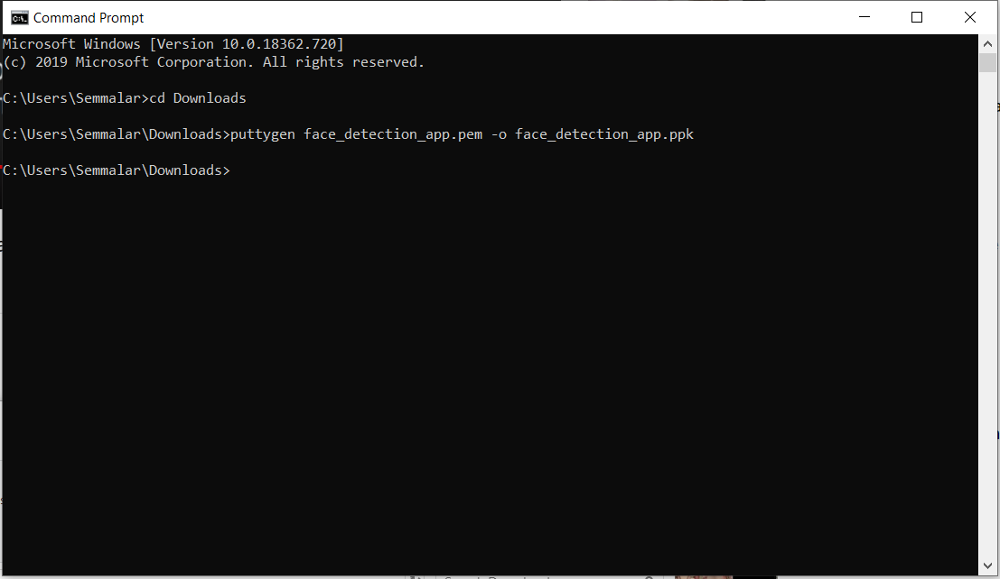 Command Prompt
Microsoft Windows [Version 10.0.18362.720]
(c) 2019 Microsoft Corporation. All rights reserved.
C:\Users\Semmalar>cd Downloads
C:\Users\Semmalar\Downloads>puttygen face_detection_app.pem -o face_detection_app.ppk
C:\Users\Semmalar\Downloads>